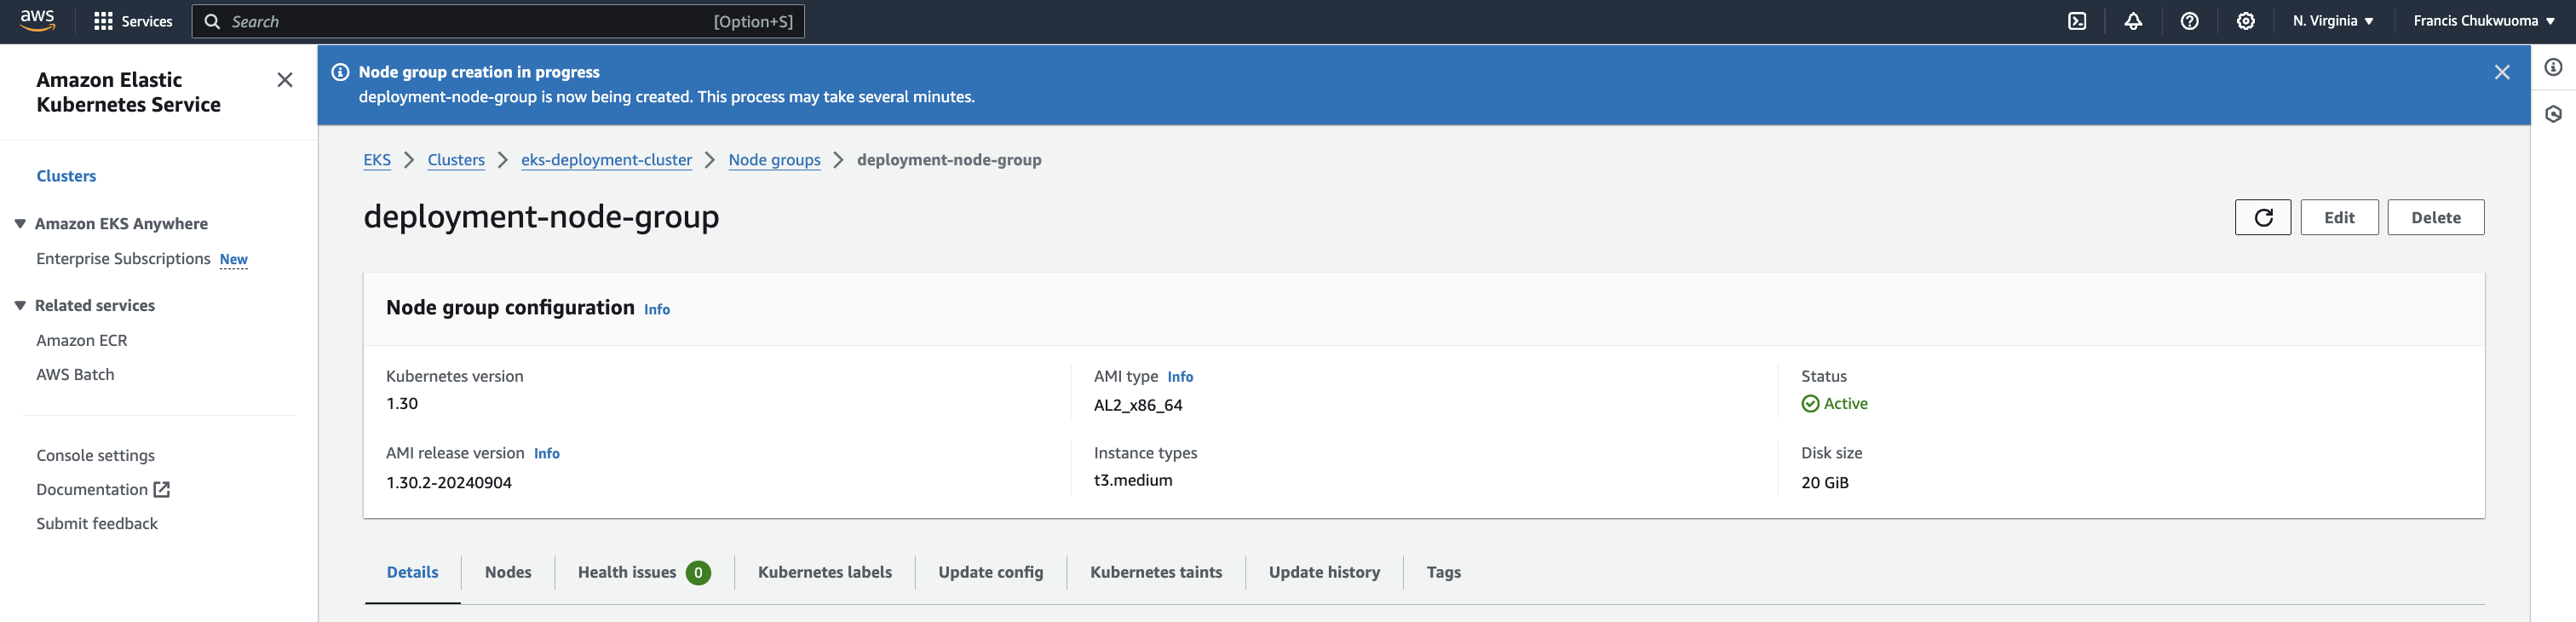 aws
Services
Search
[Option+S]
N. Virginia
Francis Chukwuoma
Amazon Elastic
Kubernetes Service
Clusters
Amazon EKS Anywhere
Enterprise Subscriptions New
Related services
Amazon ECR
AWS Batch
Console settings
Documentation
Submit feedback
Node group creation in progress
deployment-node-group is now being created. This process may take several minutes.
EKS > Clusters > eks-deployment-cluster > Node groups > deployment-node-group
deployment-node-group
Edit
Delete
Node group configuration Info
Kubernetes version
1.30
AMI type Info
AL2_x86_64
Status
Active
AMI release version Info
1.30.2-20240904
Instance types
t3.medium
Disk size
20 GiB
Details
Nodes
Health issues 0
Kubernetes labels
Update config
Kubernetes taints
Update history
Tags